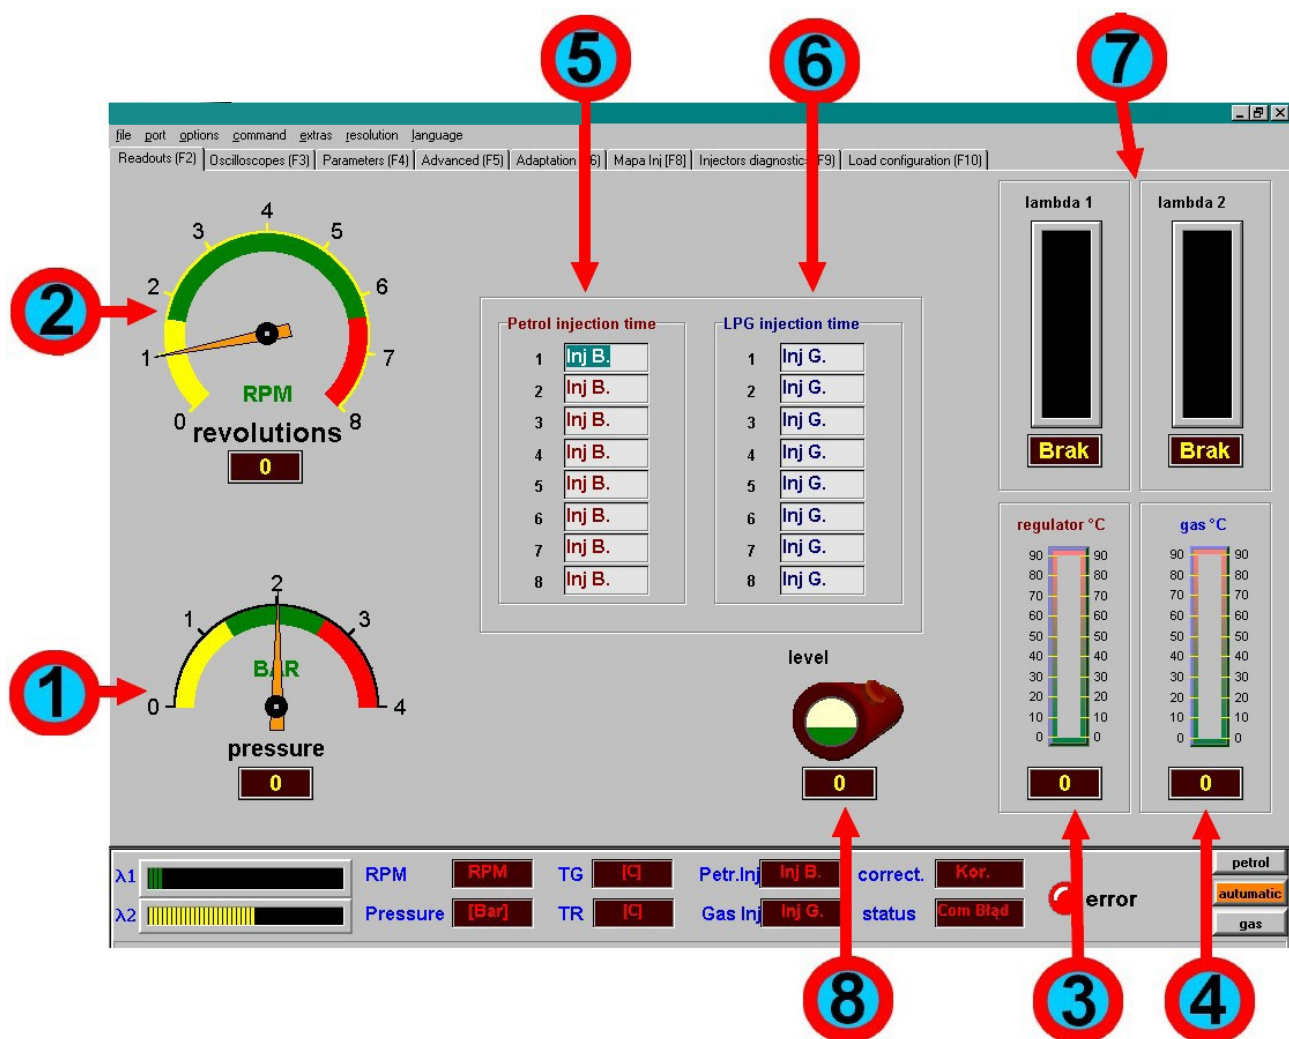 5
6
7
file port options command extras resolution language
Readouts (F2) Oscilloscopes (F3) Parameters (F4) Advanced (F5) Adaptation 6) Mapa Inj [F8] Injectors diagnostic F9) Load configuration (F10)
lambda 1 lambda 2
Brak Brak
2
0 1 2 3 4 5 6 7 8
RPM
revolutions
0
Petrol injection time
1 Inj B.
2 Inj B.
3 Inj B.
4 Inj B.
5 Inj B.
6 Inj B.
7 Inj B.
8 Inj B.
LPG injection time
1 Inj G.
2 Inj G.
3 Inj G.
4 Inj G.
5 Inj G.
6 Inj G.
7 Inj G.
8 Inj G.
regulator °C gas °C
90 90 90 90
80 80 80 80
70 70 70 70
60 60 60 60
50 50 50 50
40 40 40 40
30 30 30 30
20 20 20 20
10 10 10 10
0 0 0 0
0 0
1
0 1 2 3 4
BAR
pressure
0
level
0
λ1 RPM RPM TG [C] Petr.Inj Inj B. correct. Kor.
λ2 Pressure [Bar] TR [C] Gas Inj Inj G. status Com Błąd
error
petrol
autumatic
gas
8
3
4